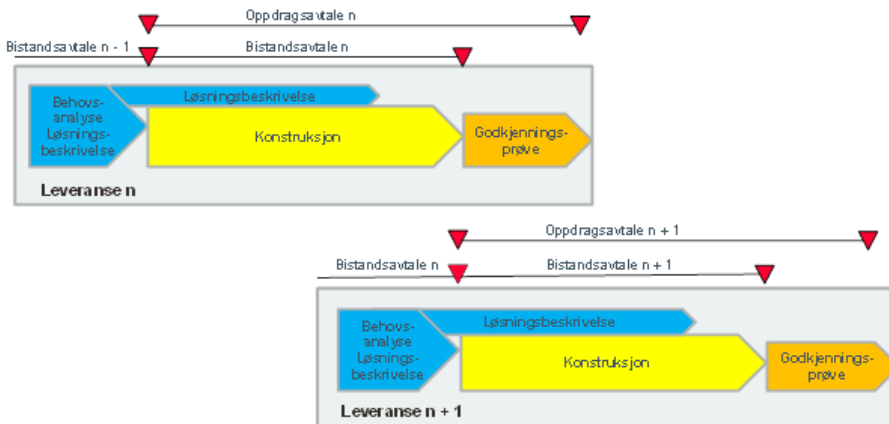 Oppdragsavtale n
Bistandsavtale n - 1
Bistandsavtale n
Løsningsbeskrivelse
Behovs-
analyse
Løsnings-
beskrivelse
Konstruksjon
Godkjennings-
prøve
Leveranse n
Oppdragsavtale n + 1
Bistandsavtale n
Bistandsavtale n + 1
Løsningsbeskrivelse
Behovs-
analyse
Løsnings-
beskrivelse
Konstruksjon
Godkjennings-
prøve
Leveranse n + 1